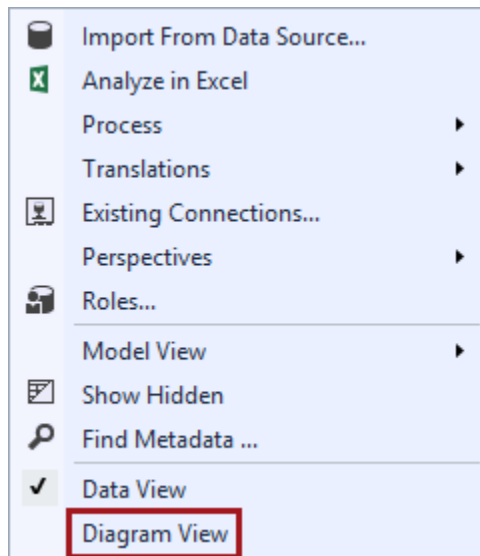 Import From Data Source...
Analyze in Excel
Process
Translations
Existing Connections...
Perspectives
Roles...
Model View
Show Hidden
Find Metadata ...
Data View
Diagram View